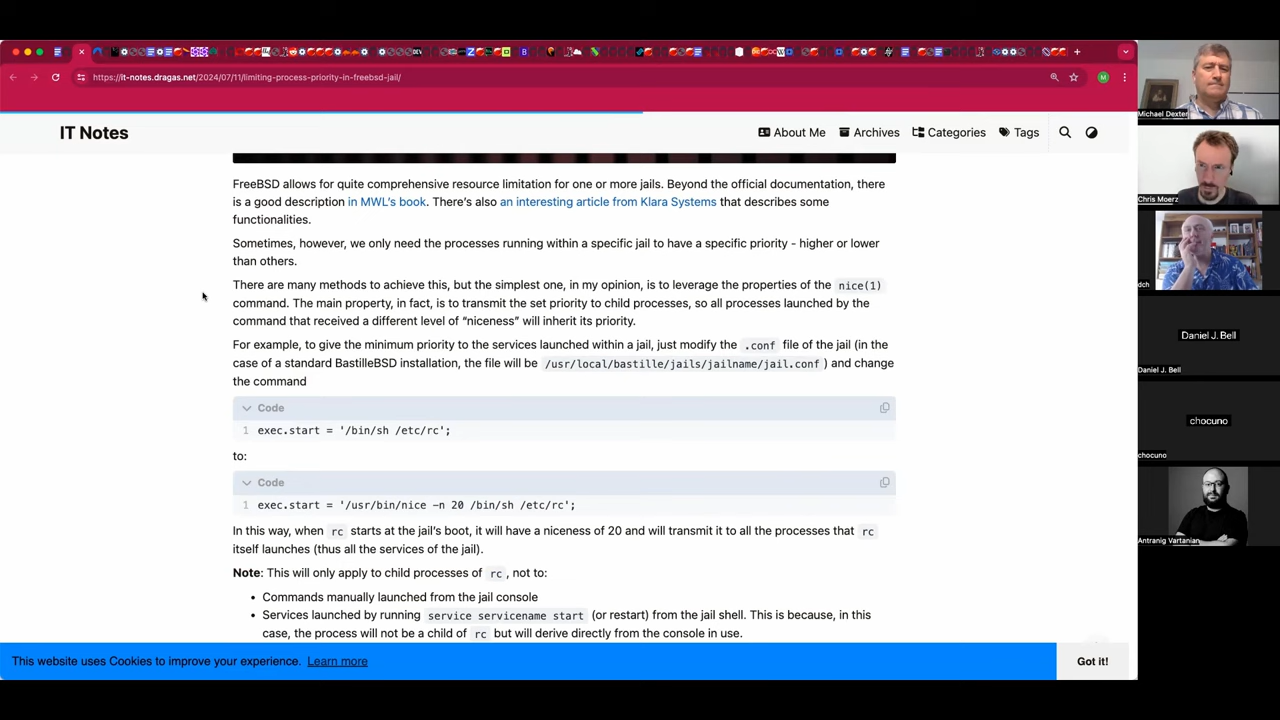 https://it-notes.dragas.net/2024/07/11/limiting-process-priority-in-freebsd-jail/
M
IT Notes
About Me
Archives
Categories
Tags
FreeBSD allows for quite comprehensive resource limitation for one or more jails. Beyond the official documentation, there
is a good description in MWL's book. There's also an interesting article from Klara Systems that describes some
functionalities.
Sometimes, however, we only need the processes running within a specific jail to have a specific priority - higher or lower
than others.
There are many methods to achieve this, but the simplest one, in my opinion, is to leverage the properties of the nice(1)
command. The main property, in fact, is to transmit the set priority to child processes, so all processes launched by the
command that received a different level of “niceness” will inherit its priority.
For example, to give the minimum priority to the services launched within a jail, just modify the .conf file of the jail (in the
case of a standard BastilleBSD installation, the file will be /usr/local/bastille/jails/jailname/jail.conf ) and change
the command
Code
1 exec.start = '/bin/sh /etc/rc';
to:
Code
1 exec.start = '/usr/bin/nice -n 20 /bin/sh /etc/rc';
In this way, when rc starts at the jail's boot, it will have a niceness of 20 and will transmit it to all the processes that rc
itself launches (thus all the services of the jail).
Note: This will only apply to child processes of rc, not to:
• Commands manually launched from the jail console
• Services launched by running service servicename start (or restart) from the jail shell. This is because, in this
case, the process will not be a child of rc but will derive directly from the console in use.
This website uses Cookies to improve your experience. Learn more
Got it!
Michael Dexter
Chris Moerz
dch
Daniel J. Bell
Daniel J. Bell
chocuno
chocuno
Antranig Vartanian